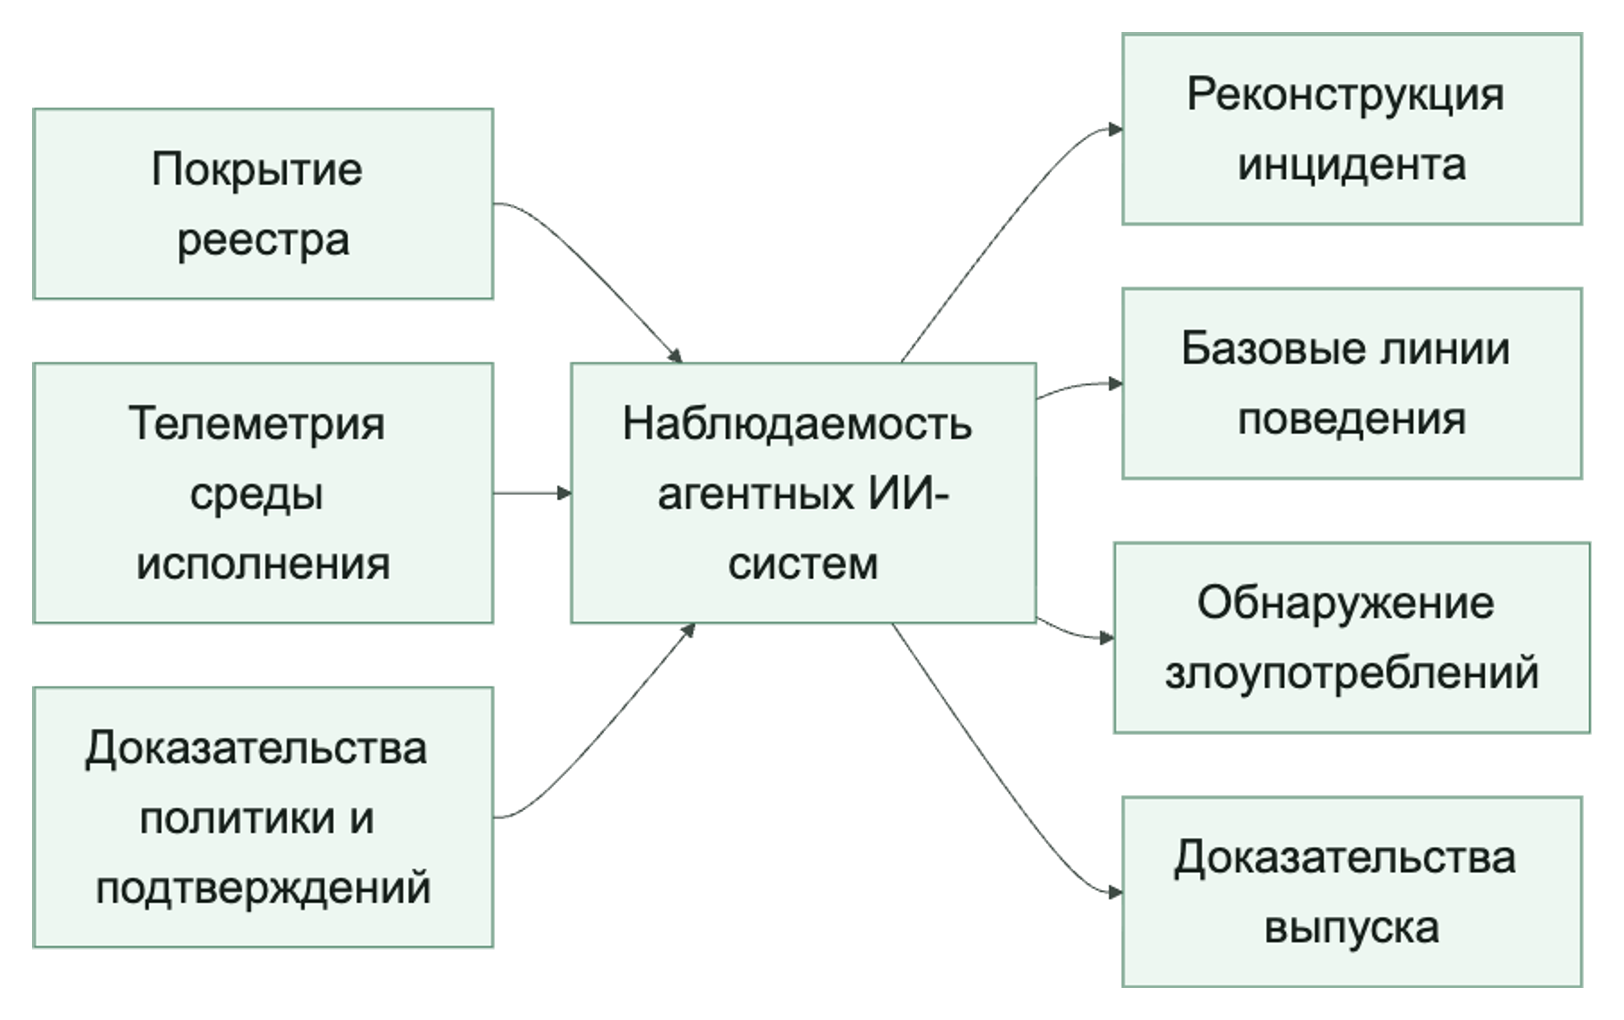 Покрытие
реестра
Телеметрия
среды
исполнения
Доказательства
политики и
подтверждений
Наблюдаемость
агентных ИИ-
систем
Реконструкция
инцидента
Базовые линии
поведения
Обнаружение
злоупотреблений
Доказательства
выпуска